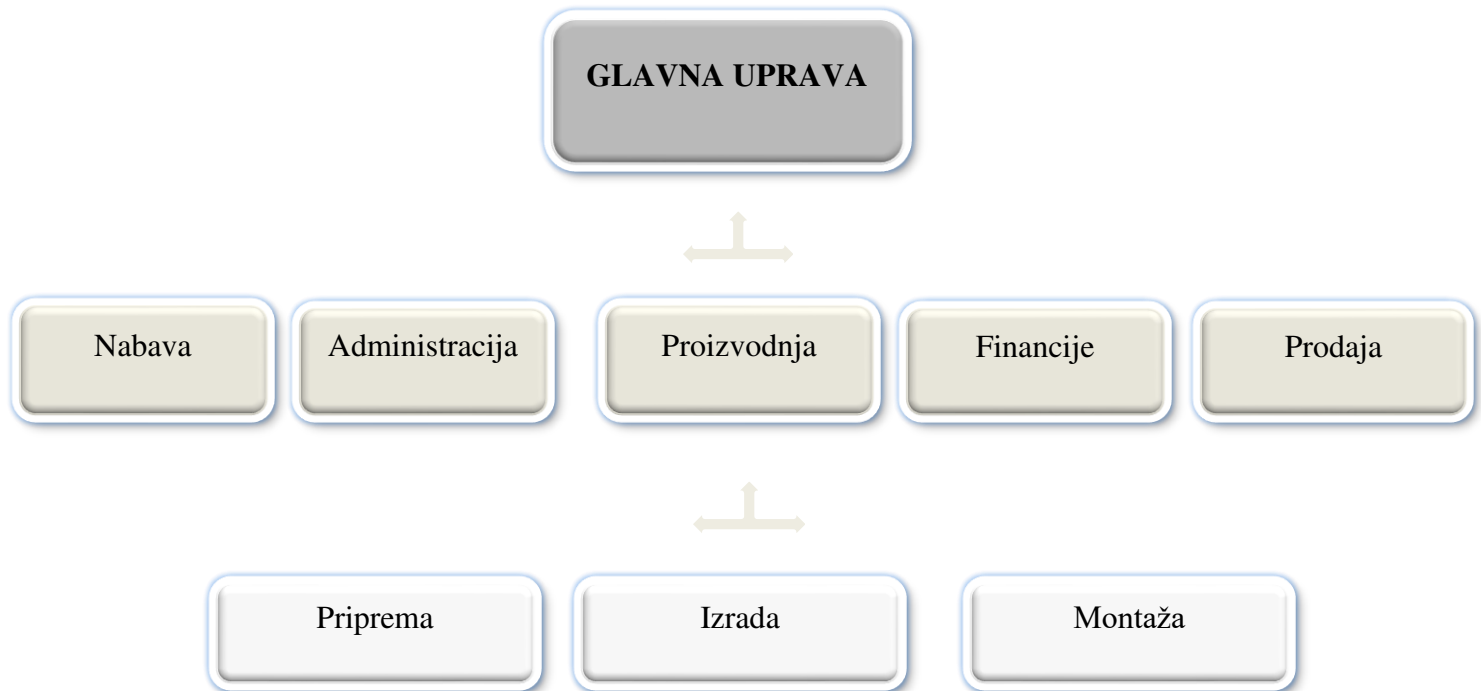 GLAVNA UPRAVA
Nabava
Administracija
Proizvodnja
Financije
Prodaja
Priprema
Izrada
Montaža